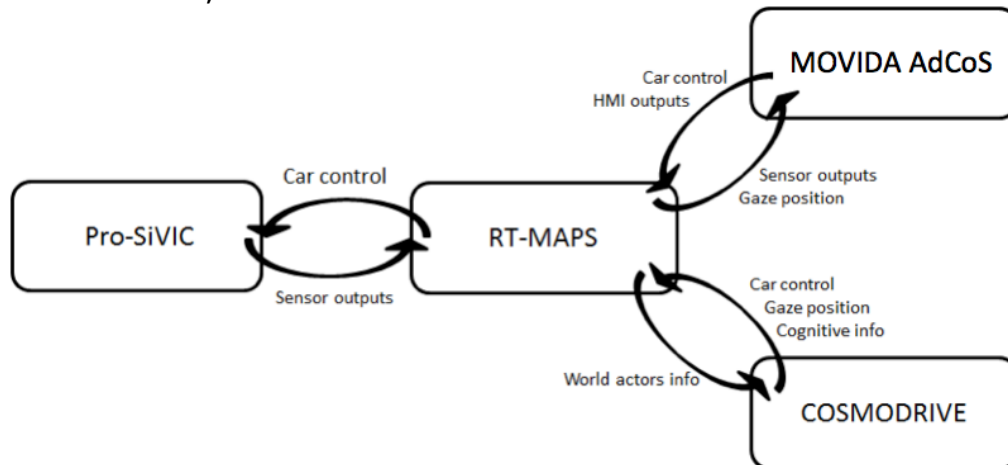 MOVIDA AdCoS
Car control
HMI outputs
Sensor outputs
Gaze position
Car control
Pro-SiVIC
RT-MAPS
Sensor outputs
Car control
Gaze position
Cognitive info
World actors info
COSMODRIVE